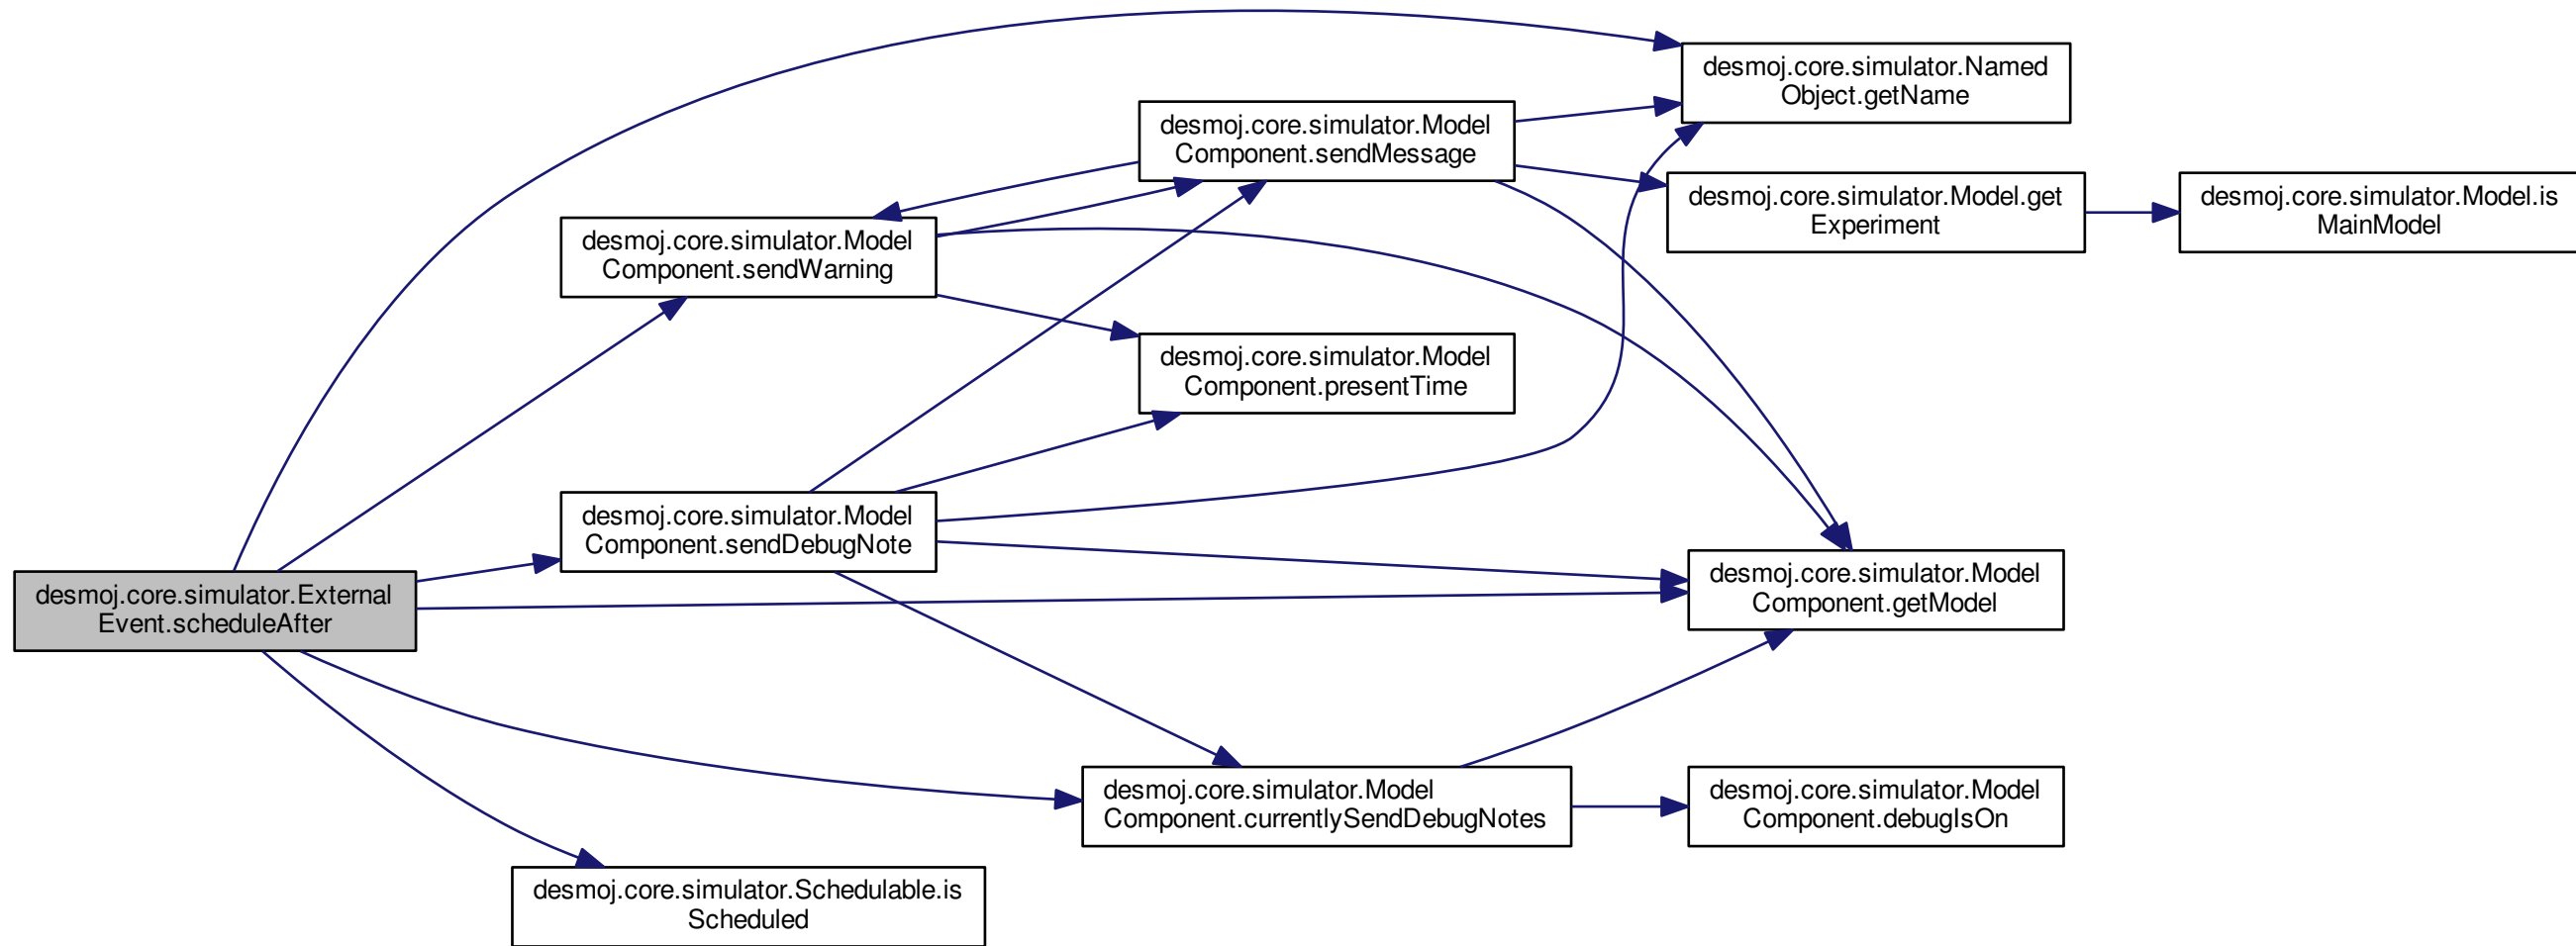 desmoj.core.simulator.Named
Object.getName
desmoj.core.simulator.Model
Component.sendMessage
desmoj.core.simulator.Model.get
Experiment
desmoj.core.simulator.Model.is
MainModel
desmoj.core.simulator.Model
Component.sendWarning
desmoj.core.simulator.Model
Component.presentTime
desmoj.core.simulator.Model
Component.sendDebugNote
desmoj.core.simulator.External
Event.scheduleAfter
desmoj.core.simulator.Model
Component.getModel
desmoj.core.simulator.Model
Component.currentlySendDebugNotes
desmoj.core.simulator.Model
Component.debugIsOn
desmoj.core.simulator.Schedulable.is
Scheduled